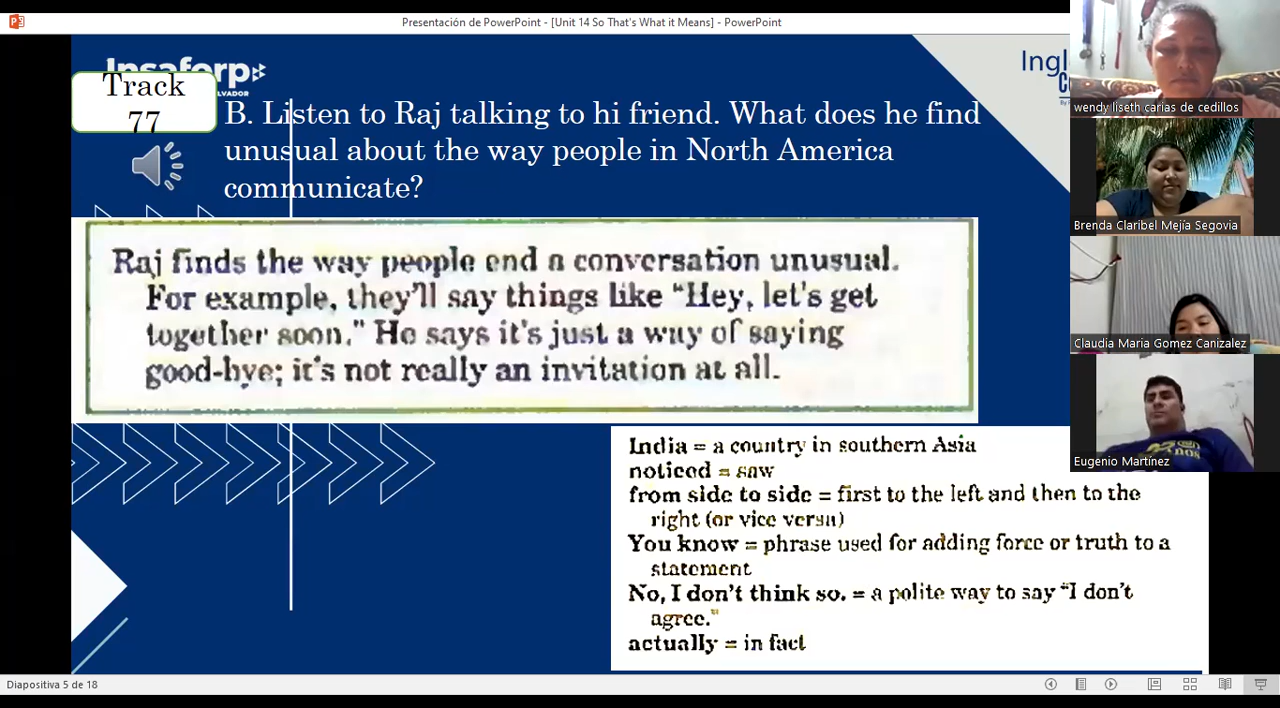 Presentación de PowerPoint - [Unit 14 So That's What it Means] - PowerPoint
Insaforp
Track
77
B. Listen to Raj talking to hi friend. What does he find
unusual about the way people in North America
communicate?
Raj finds the way people end a conversation unusual.
For example, they'll say things like "Hey, let's get
together soon." He says it's just a way of saying
good-bye; it's not really an invitation at all.
India = a country in southern Asia
noticed = saw
from side to side = first to the left and then to the
right (or vice versa)
You know = phrase used for adding force or truth to a
statement
No, I don't think so. = a polite way to say "I don't
agree."
actually = in fact
wendy liseth carias de cedillos
Brenda Claribel Mejía Segovia
Claudia Maria Gomez Canizalez
Eugenio Martínez
Diapositiva 5 de 18